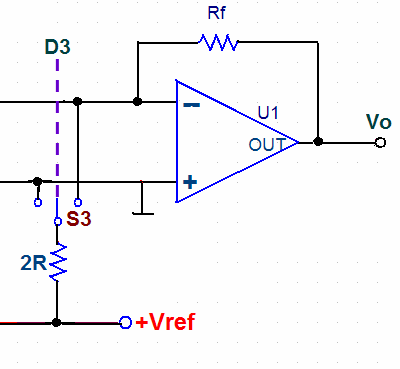 Rf
D3
U1
−
OUT
Vo
+
S3
2R
+Vref